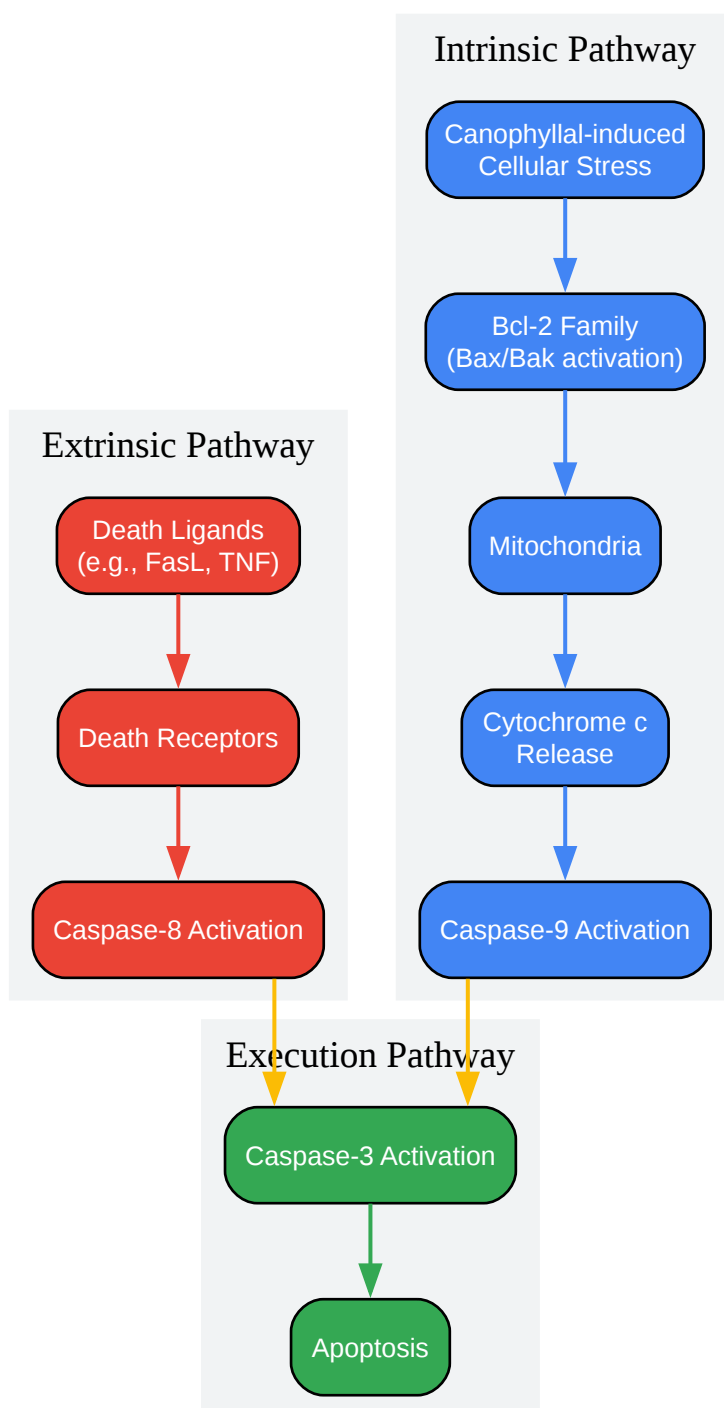 Intrinsic Pathway
Canophyllal-induced
Cellular Stress
Bcl-2 Family
(Bax/Bak activation)
Mitochondria
Cytochrome c
Release
Caspase-9 Activation
Extrinsic Pathway
Death Ligands
(e.g., FasL, TNF)
Death Receptors
Caspase-8 Activation
Execution Pathway
Caspase-3 Activation
Apoptosis